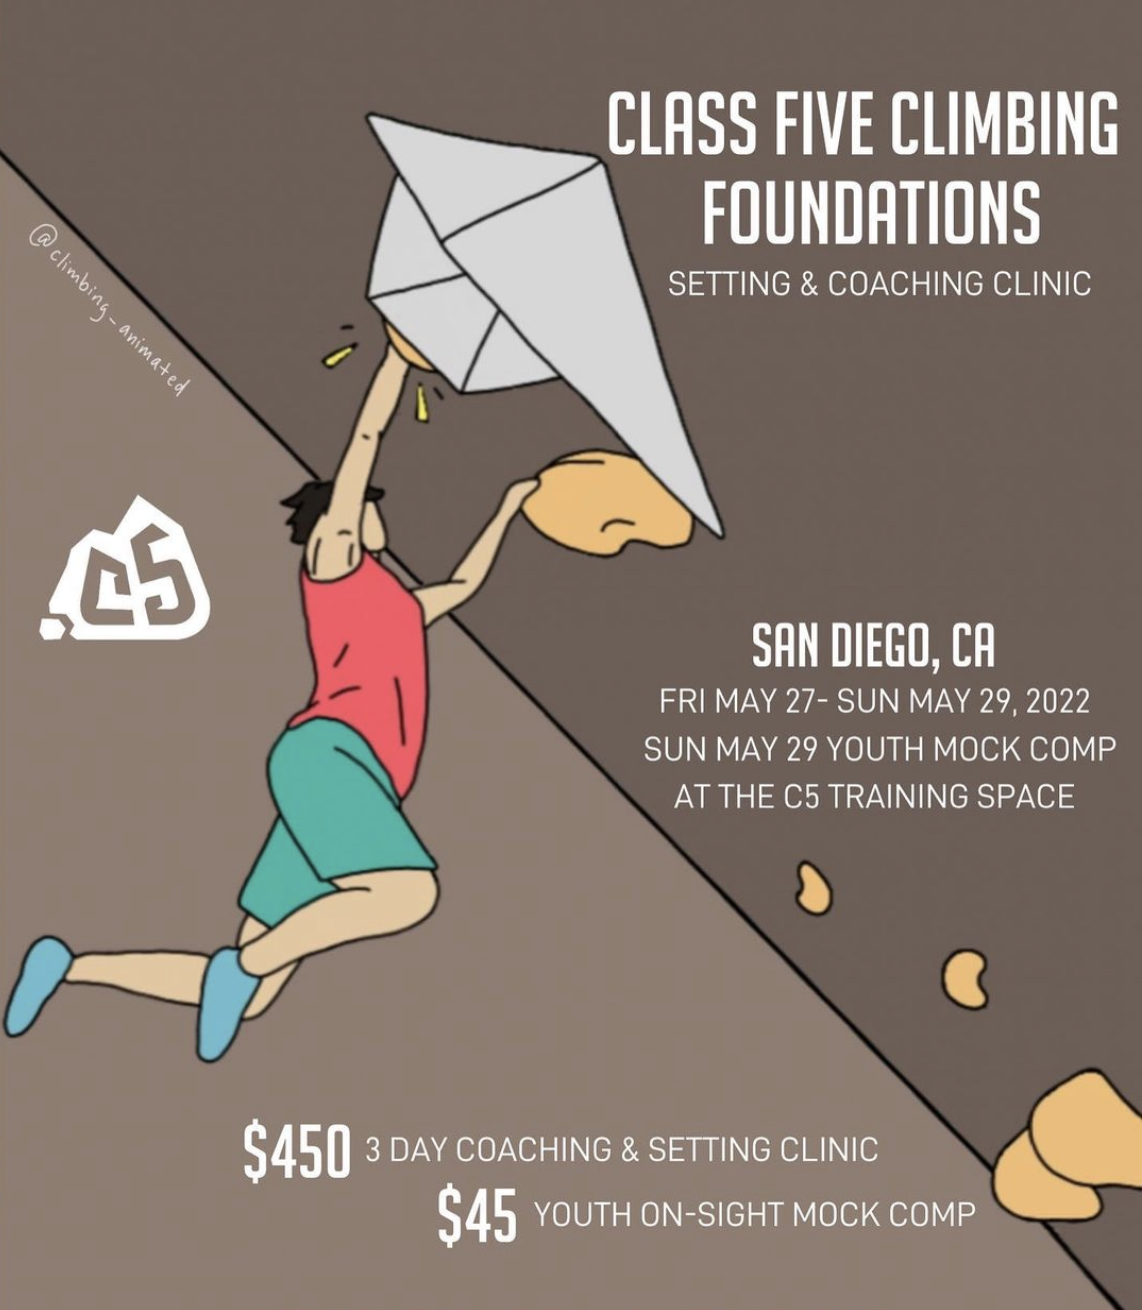 CLASS FIVE CLIMBING
FOUNDATIONS
SETTING & COACHING CLINIC
@climbing_animated
C5
SAN DIEGO, CA
FRI MAY 27- SUN MAY 29, 2022
SUN MAY 29 YOUTH MOCK COMP
AT THE C5 TRAINING SPACE
$450 3 DAY COACHING & SETTING CLINIC
$45 YOUTH ON-SIGHT MOCK COMP